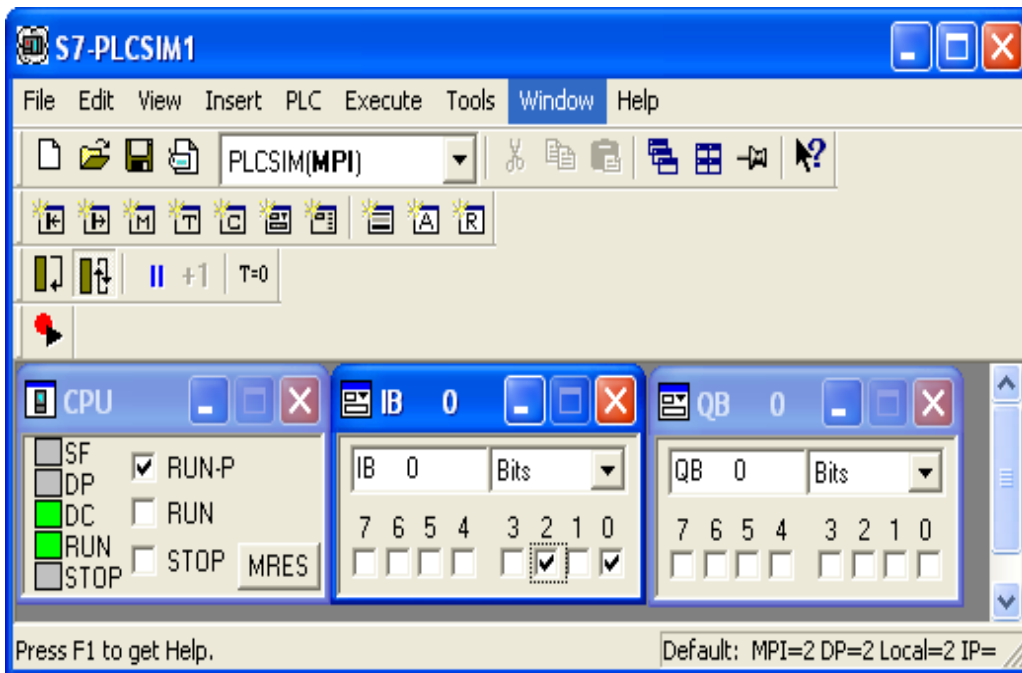 S7-PLCSIM1
File Edit View Insert PLC Execute Tools Window Help
PLCSIM(MPI)
M T C A R
+1 T=0
CPU
SF
DP
DC
RUN
STOP
RUN-P
RUN
STOP
MRES
IB 0
IB 0 Bits
7 6 5 4 3 2 1 0
QB 0
QB 0 Bits
7 6 5 4 3 2 1 0
Press F1 to get Help.
Default: MPI=2 DP=2 Local=2 IP=